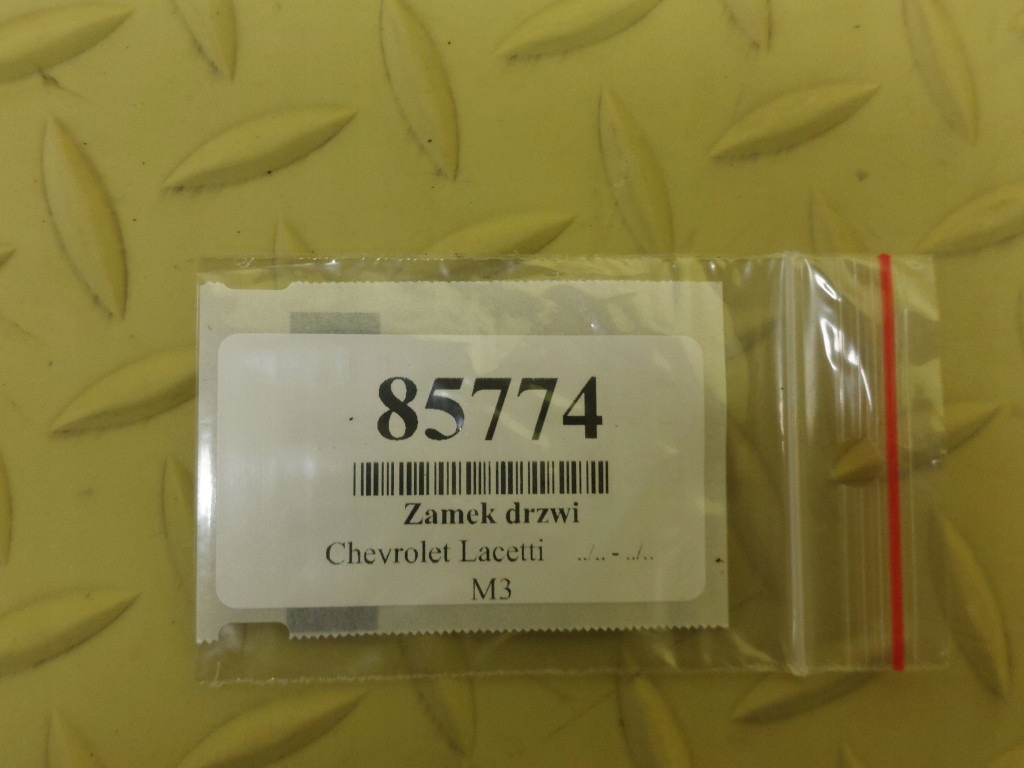 85774
Zamek drzwi
Chevrolet Lacetti ../.. - ../..
M3